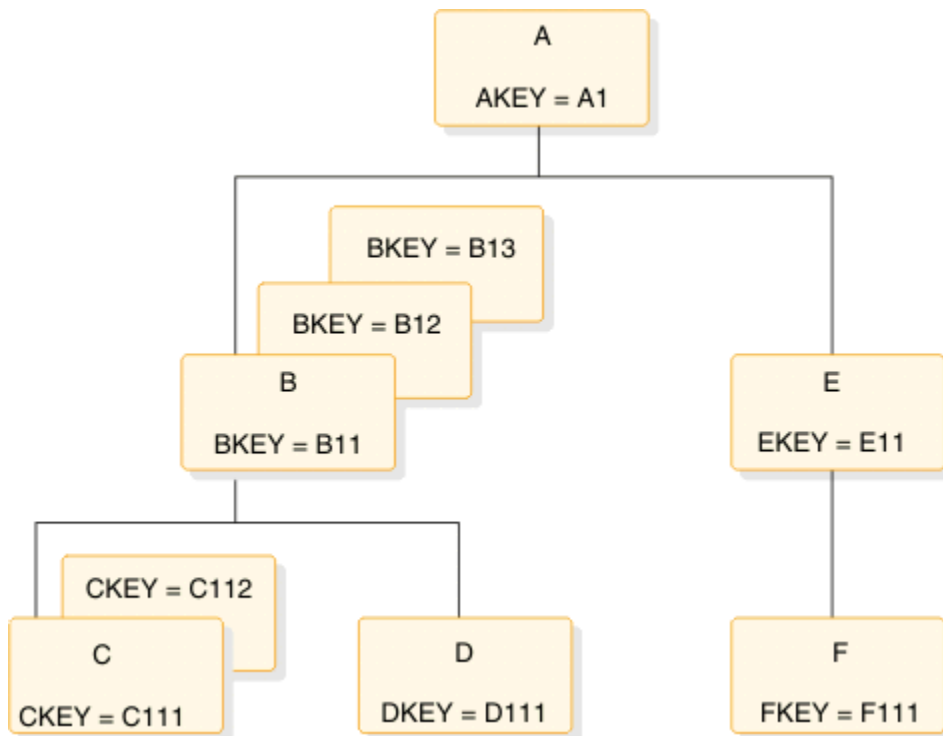 A
AKEY = A1
BKEY = B13
BKEY = B12
B
BKEY = B11
E
EKEY = E11
CKEY = C112
C
CKEY = C111
D
DKEY = D111
F
FKEY = F111